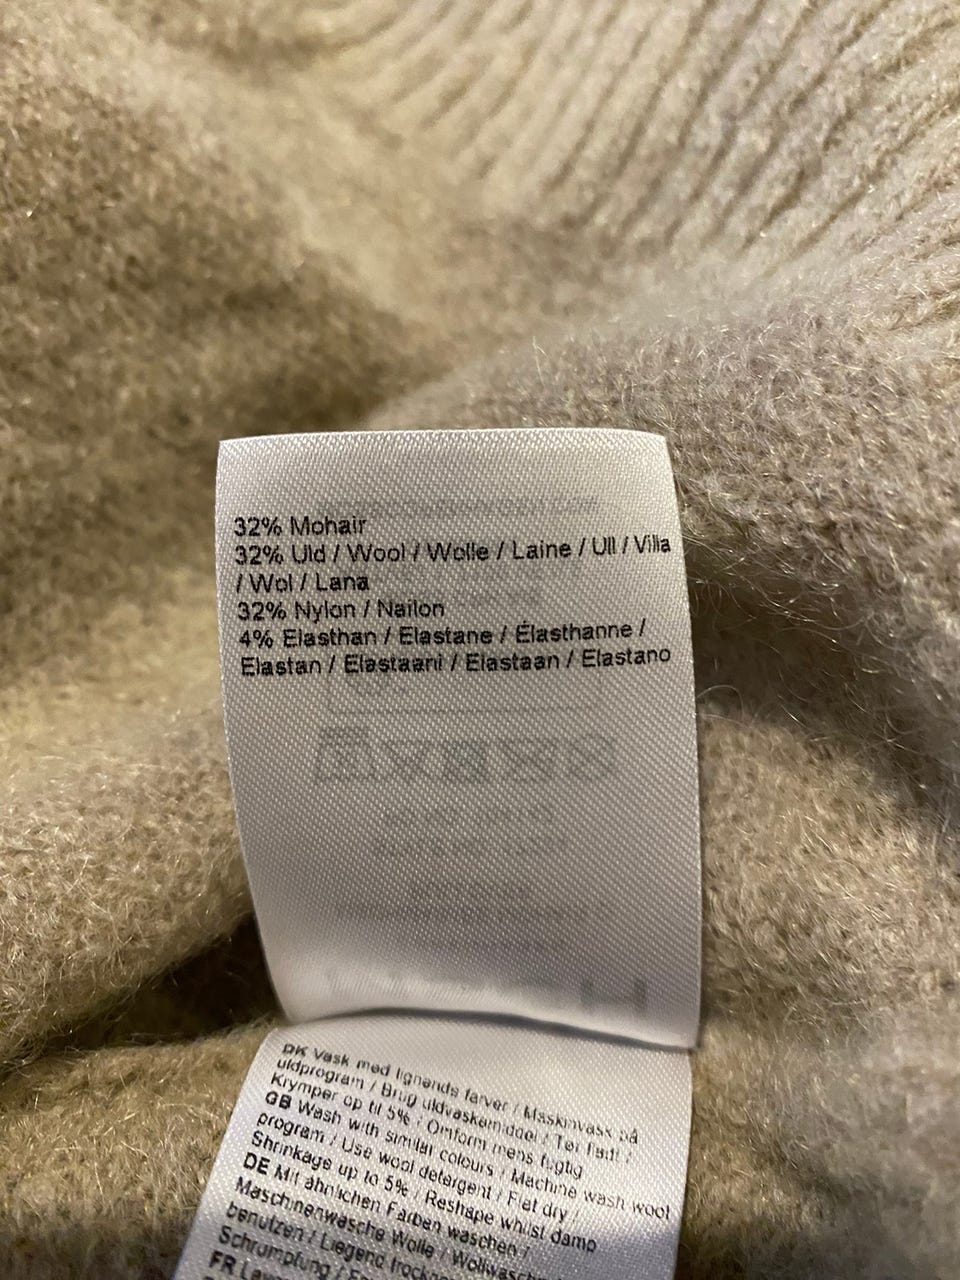 32% Mohair
32% Uld / Wool / Wolle / Laine / Ull / Villa
/ Wol / Lana
32% Nylon / Nailon
4% Elasthan / Elastane / Élasthanne /
Elastan / Elastaani / Elastaan / Elastano
DK Vask med lignende farver / Maskinvask på
uldprogram / Brug uldvaskemiddel / Tør fladt /
Krymper op til 5% / Omform mens fugtig
GB Wash with similar colours / Machine wash wool
program / Use wool detergent / Flat dry /
Shrinkage up to 5% / Reshape whilst damp
DE Mit ähnlichen Farben waschen /
Maschinenwäsche Wolle / Wollwasch
benutzen / Liegend trockn
Schrumpfung /
FR